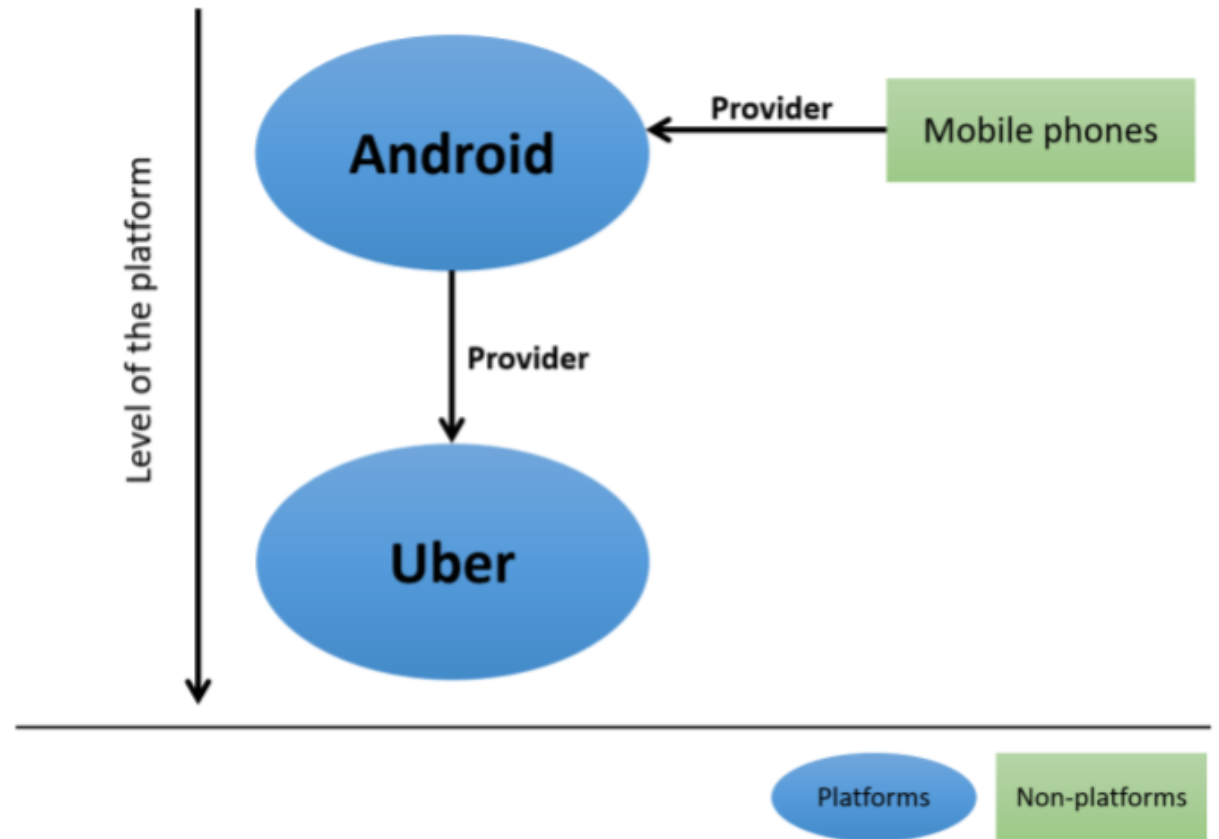 Level of the platform
Android
Provider
Mobile phones
Provider
Uber
Platforms
Non-platforms